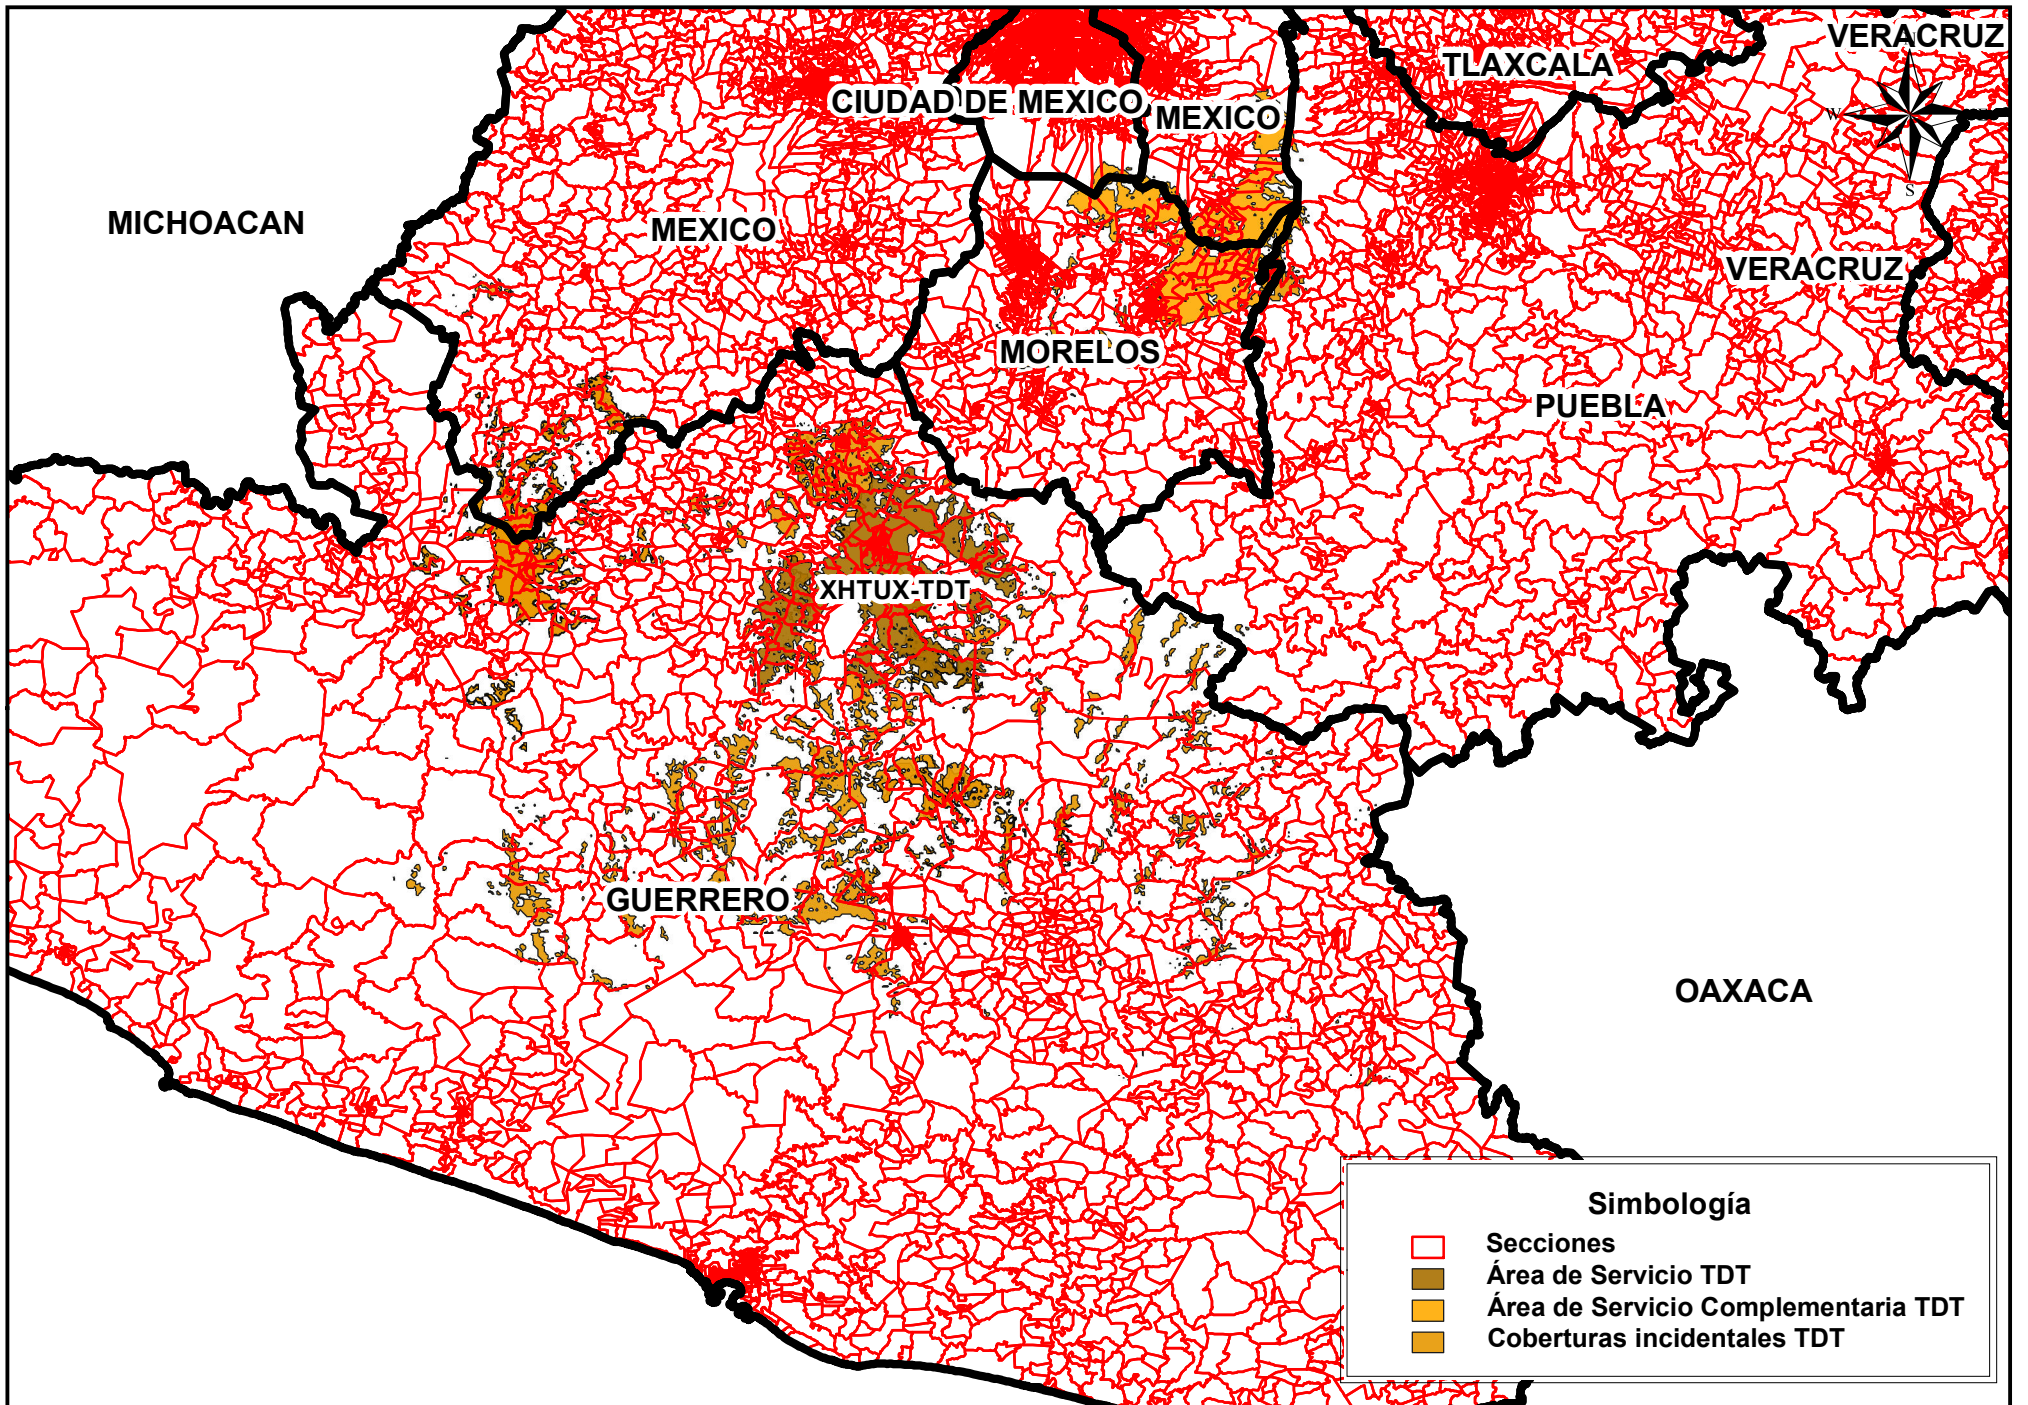 VERACRUZ
TLAXCALA
CIUDAD DE MEXICO
MEXICO
W
S
MICHOACAN
MEXICO
VERACRUZ
MORELOS
PUEBLA
XHTUX-TDT
GUERRERO
OAXACA
Simbología
Secciones
Área de Servicio TDT
Área de Servicio Complementaria TDT
Coberturas incidentales TDT